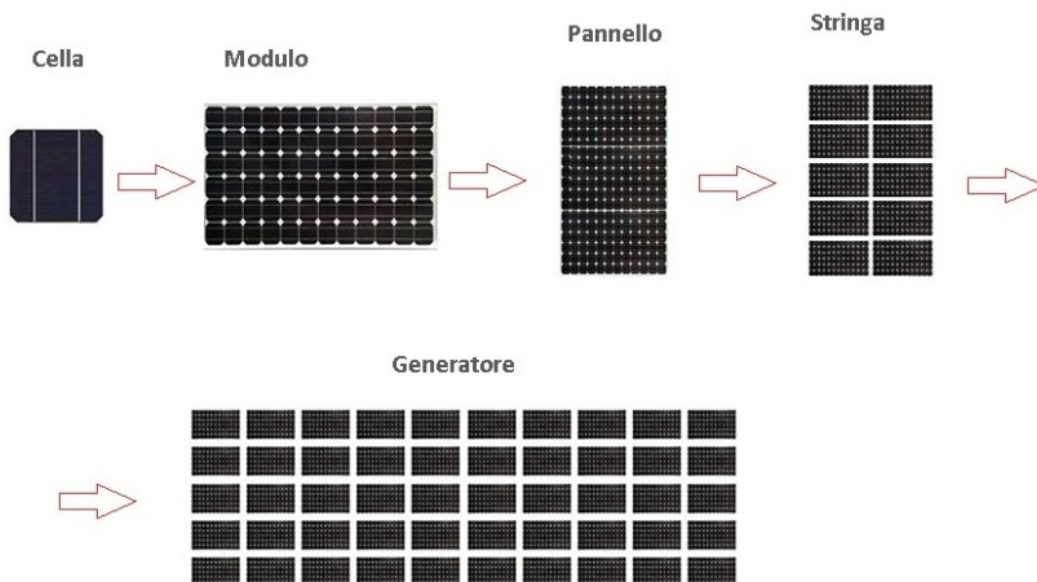 Cella
Modulo
Pannello
Stringa
Generatore